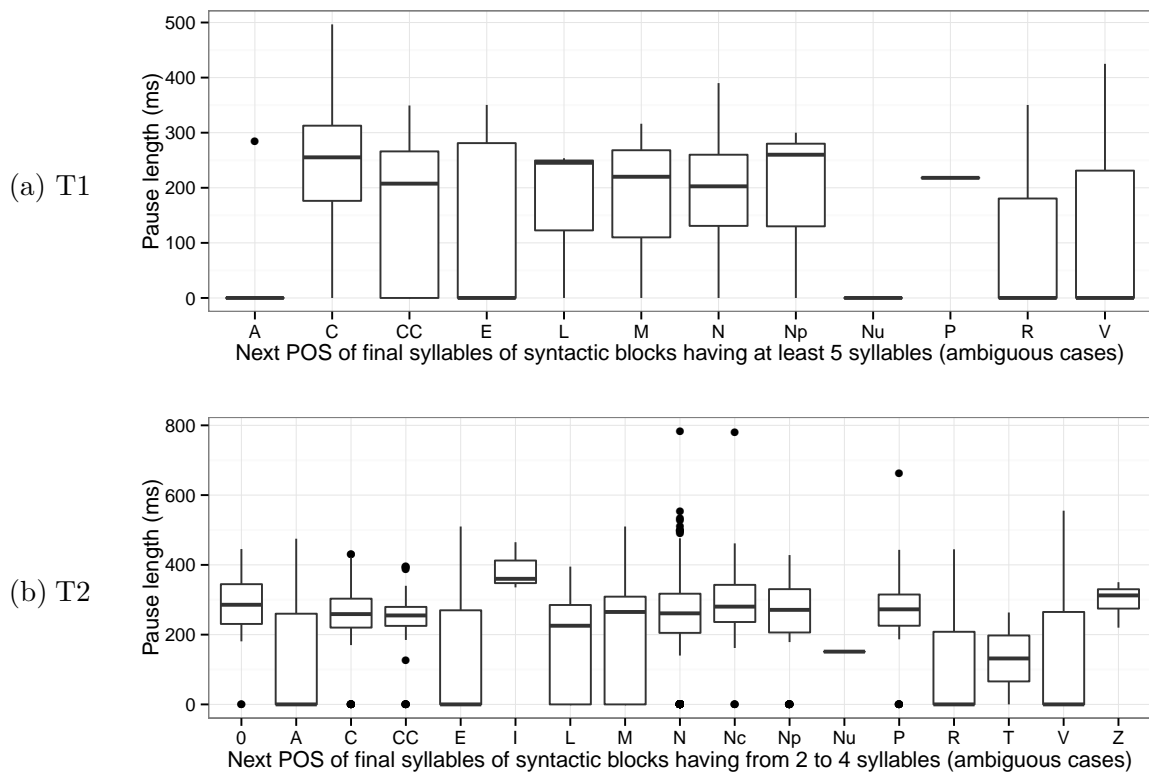 500
400
300
200
100
0
Pause length (ms)
(a) T1
A C CC E L M N Np Nu P R V
Next POS of final syllables of syntactic blocks having at least 5 syllables (ambiguous cases)
800
600
400
200
0
Pause length (ms)
(b) T2
0 A C CC E I L M N Nc Np Nu P R T V Z
Next POS of final syllables of syntactic blocks having from 2 to 4 syllables (ambiguous cases)